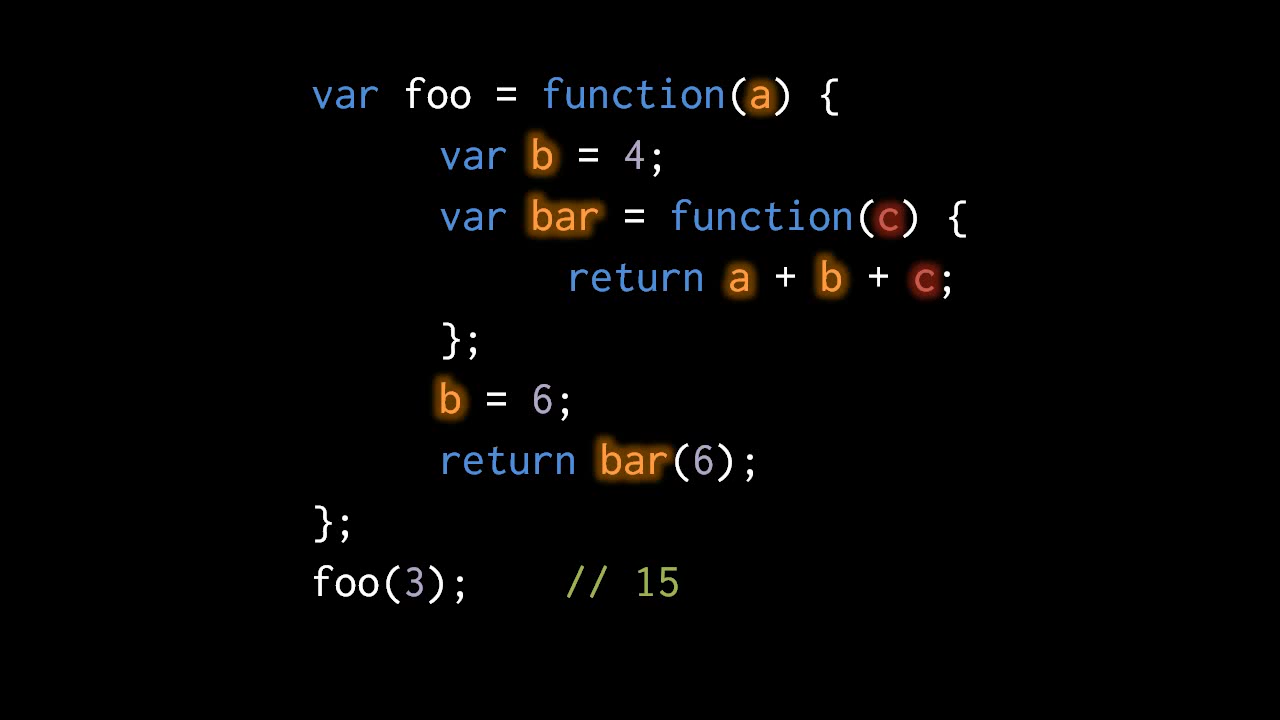 var foo = function(a) {
var b = 4;
var bar = function(c) {
return a + b + c;
};
b = 6;
return bar(6);
};
foo(3); // 15